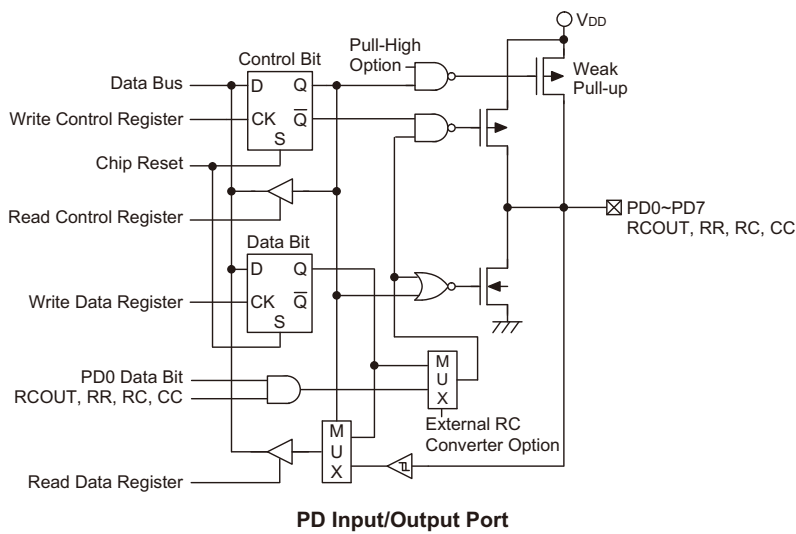 VDD
Pull-High
Option
Control Bit
Weak
Pull-up
Data Bus
D Q
Write Control Register
CK Q
S
Chip Reset
Read Control Register
PD0~PD7
RCOUT, RR, RC, CC
Data Bit
D Q
Write Data Register
CK Q
S
PD0 Data Bit
RCOUT, RR, RC, CC
M
U
X
External RC
Converter Option
M
U
X
Read Data Register
PD Input/Output Port